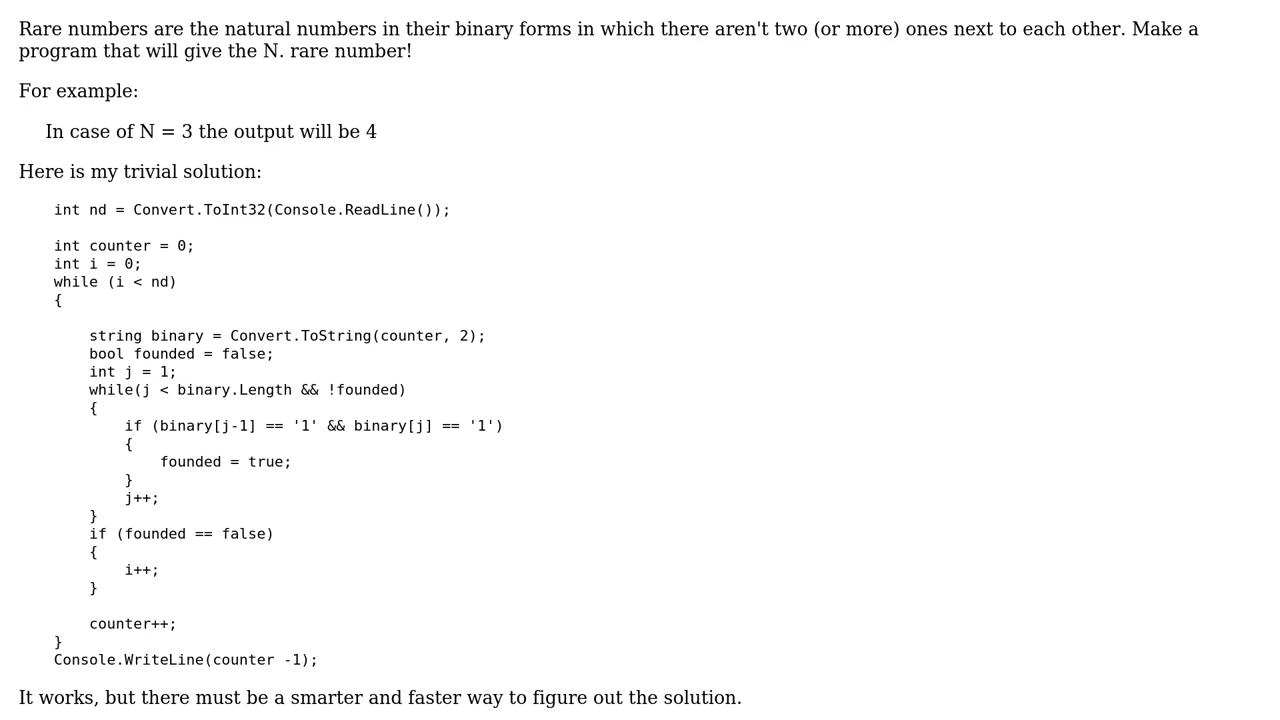 Rare numbers are the natural numbers in their binary forms in which there aren't two (or more) ones next to each other. Make a
program that will give the N. rare number!
For example:
In case of N = 3 the output will be 4
Here is my trivial solution:
int nd = Convert.ToInt32(Console.ReadLine());
int counter = 0;
int i = 0;
while (i < nd)
{
string binary = Convert.ToString(counter, 2);
bool founded = false;
int j = 1;
while(j < binary.Length && !founded)
{
if (binary[j-1] == '1' && binary[j] == '1')
{
founded = true;
}
j++;
}
if (founded == false)
{
i++;
}
counter++;
}
Console.WriteLine(counter -1);
It works, but there must be a smarter and faster way to figure out the solution.